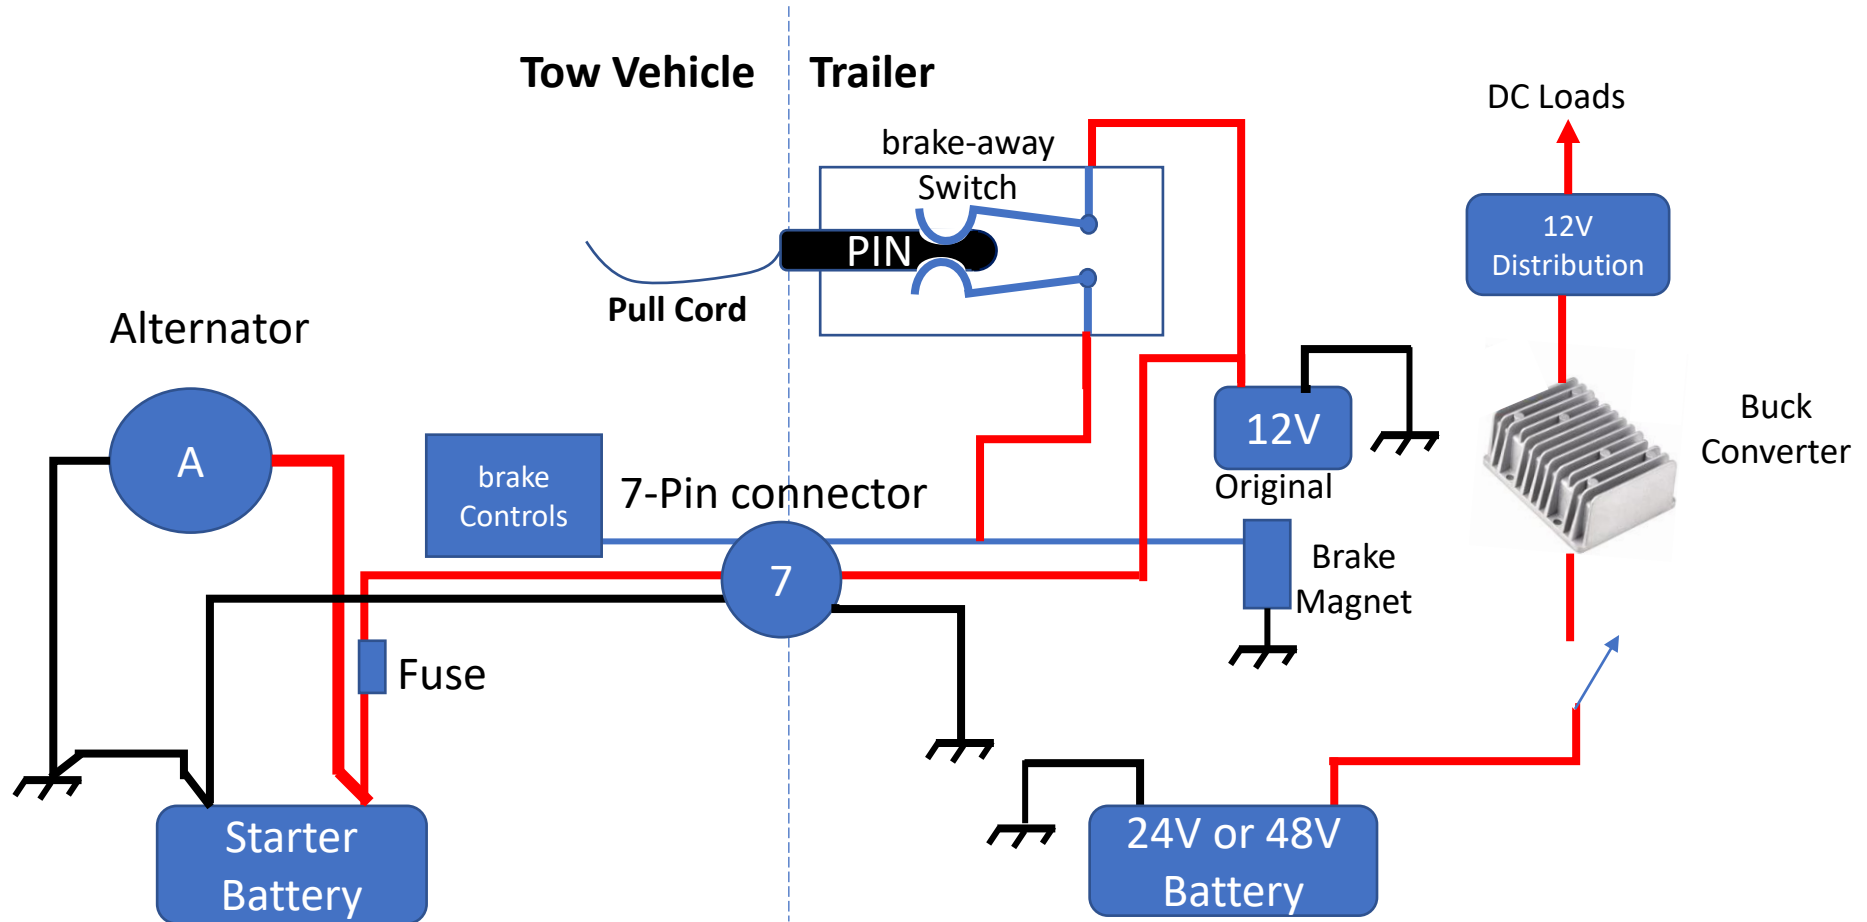 Tow Vehicle
Trailer
DC Loads
brake-away
Switch
12V
Distribution
PIN
Pull Cord
Alternator
Buck
Converter
12V
Original
A
brake
Controls
7-Pin connector
Brake
Magnet
7
Fuse
Starter
Battery
24V or 48V
Battery